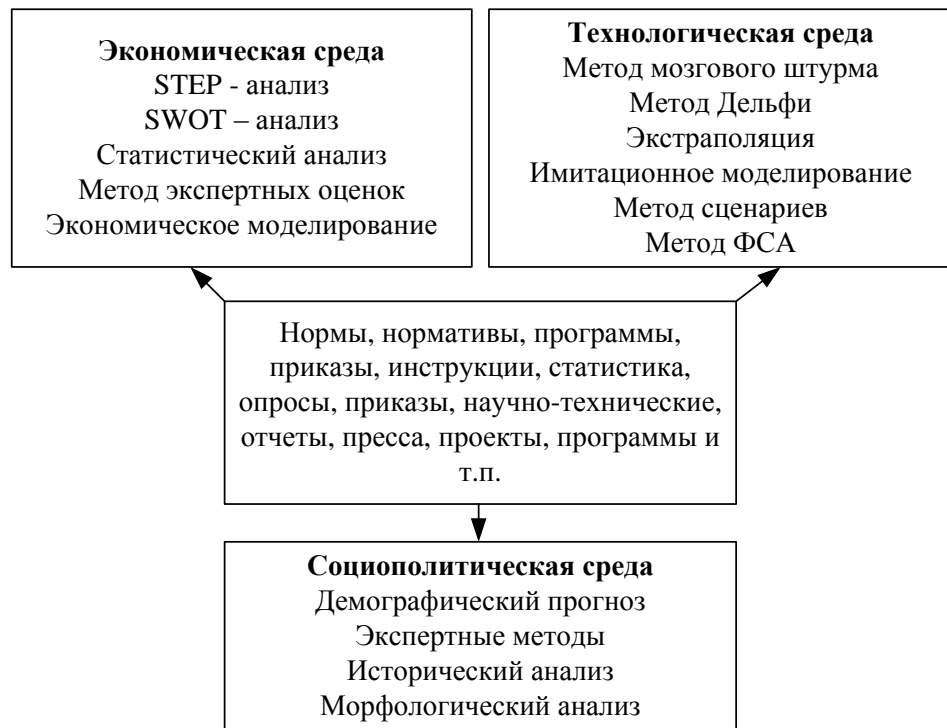 Экономическая среда
STEP - анализ
SWOT – анализ
Статистический анализ
Метод экспертных оценок
Экономическое моделирование
Технологическая среда
Метод мозгового штурма
Метод Дельфи
Экстраполяция
Имитационное моделирование
Метод сценариев
Метод ФСА
Нормы, нормативы, программы,
приказы, инструкции, статистика,
опросы, приказы, научно-технические,
отчеты, пресса, проекты, программы и
т.п.
Социополитическая среда
Демографический прогноз
Экспертные методы
Исторический анализ
Морфологический анализ